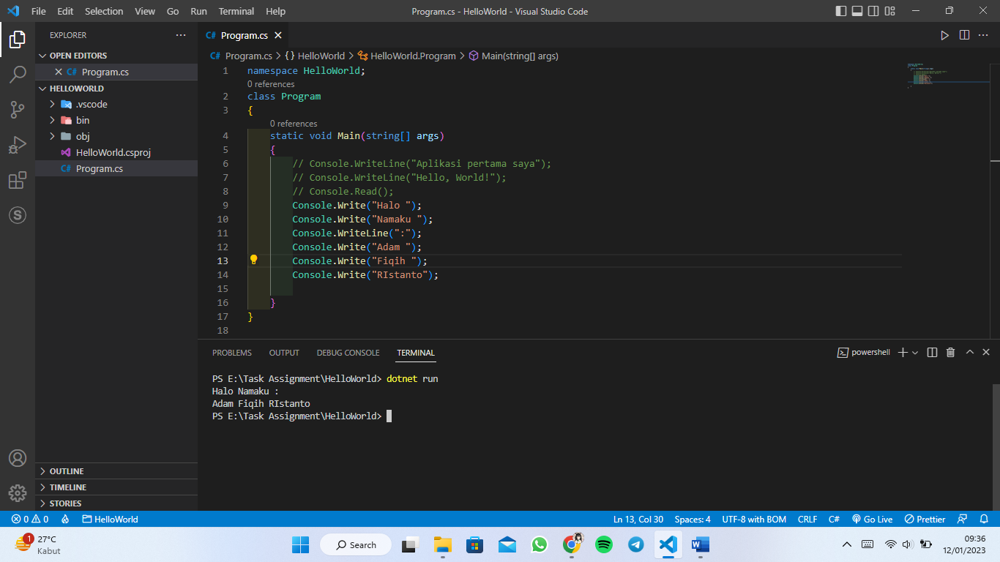 File Edit Selection View Go Run Terminal Help Program.cs - HelloWorld - Visual Studio Code
EXPLORER
OPEN EDITORS
C# Program.cs
HELLOWORLD
.vscode
bin
obj
HelloWorld.csproj
C# Program.cs
OUTLINE
TIMELINE
STORIES
C# Program.cs
C# Program.cs > {} HelloWorld > HelloWorld.Program > Main(string[] args)
1 namespace HelloWorld;
0 references
2 class Program
3 {
0 references
4 static void Main(string[] args)
5 {
6 // Console.WriteLine("Aplikasi pertama saya");
7 // Console.WriteLine("Hello, World!");
8 // Console.Read();
9 Console.Write("Halo ");
10 Console.Write("Namaku ");
11 Console.WriteLine(":");
12 Console.Write("Adam ");
13 Console.Write("Fiqih ");
14 Console.Write("RIstanto");
15
16 }
17 }
18
PROBLEMS OUTPUT DEBUG CONSOLE TERMINAL powershell
PS E:\Task Assignment\HelloWorld> dotnet run
Halo Namaku :
Adam Fiqih RIstanto
PS E:\Task Assignment\HelloWorld>
0 0 HelloWorld Ln 13, Col 30 Spaces: 4 UTF-8 with BOM CRLF C# Go Live Prettier
1 27°C
Kabut
Search
09:36
12/01/2023